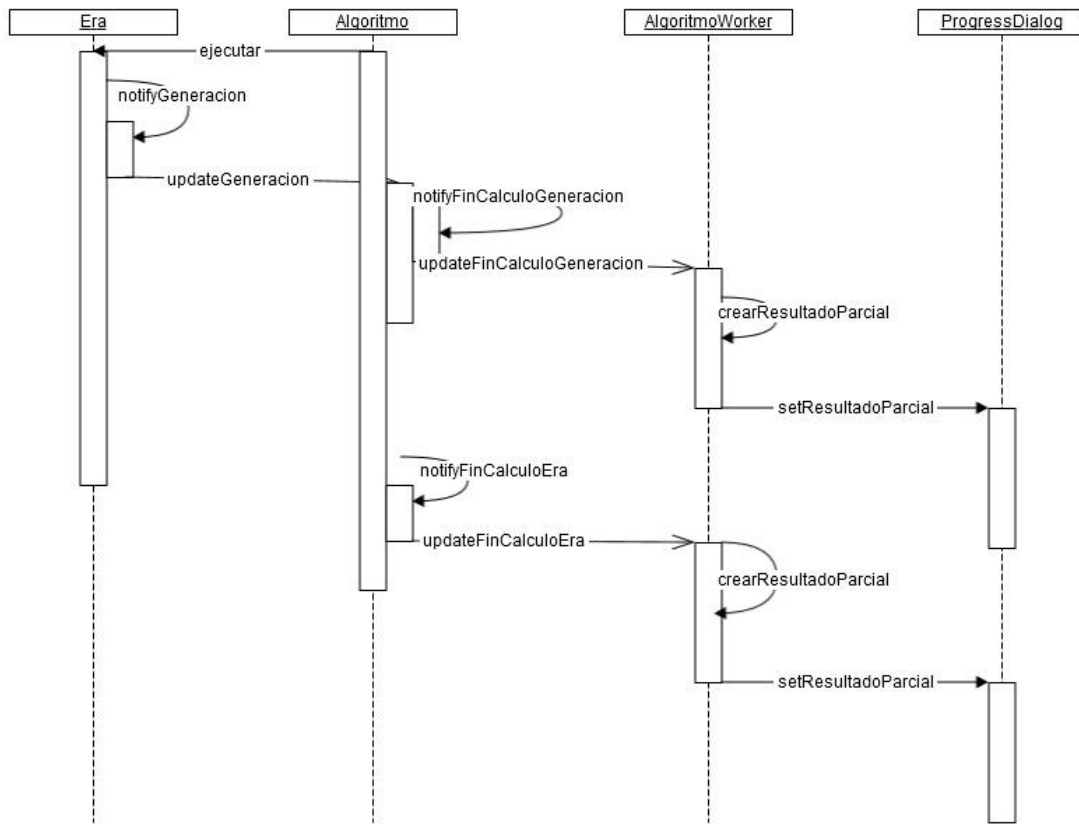 Era
Algoritmo
AlgoritmoWorker
ProgressDialog
ejecutar
notifyGeneracion
updateGeneracion
notifyFinCalculoGeneracion
updateFinCalculoGeneracion
crearResultadoParcial
setResultadoParcial
notifyFinCalculoEra
updateFinCalculoEra
crearResultadoParcial
setResultadoParcial